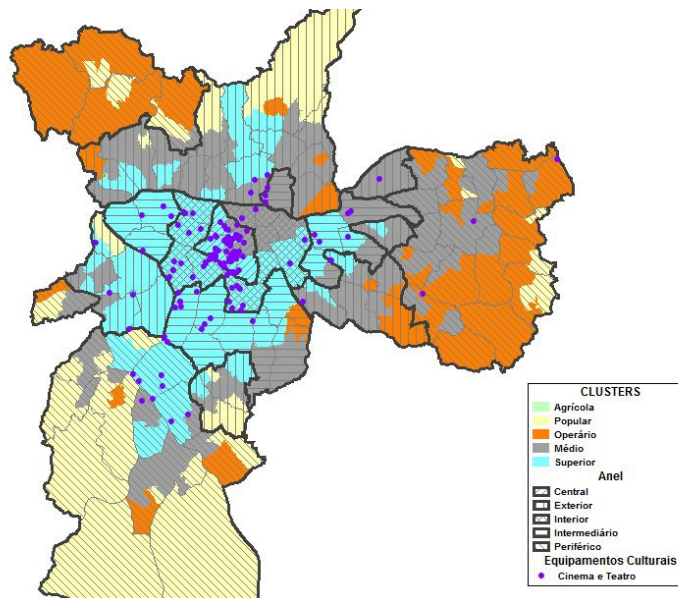 CLUSTERS
Agrícola
Popular
Operário
Médio
Superior
Anel
Central
Exterior
Interior
Intermediário
Periférico
Equipamentos Culturais
Cinema e Teatro